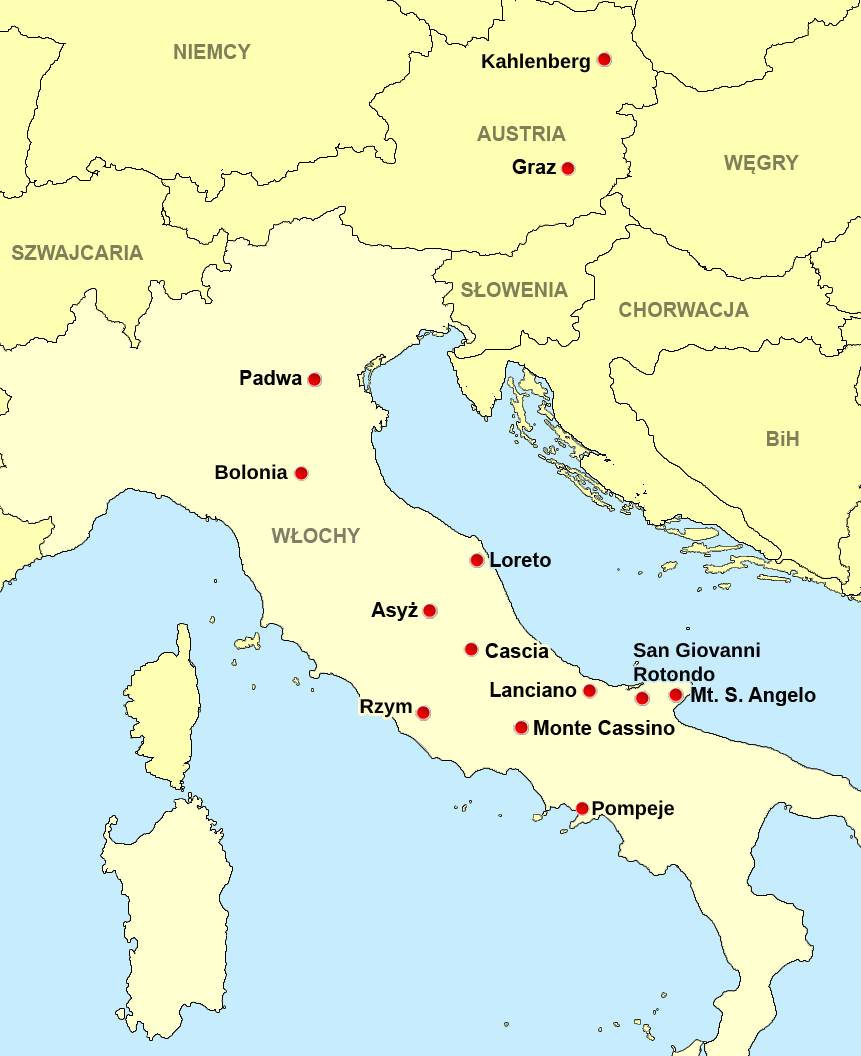 NIEMCY
Kahlenberg
AUSTRIA
WĘGRY
Graz
SZWAJCARIA
SŁOWENIA
CHORWACJA
Padwa
BiH
Bolonia
WŁOCHY
Loreto
Asyż
Cascia
San Giovanni
Rotondo
Lanciano
Mt. S. Angelo
Rzym
Monte Cassino
Pompeje